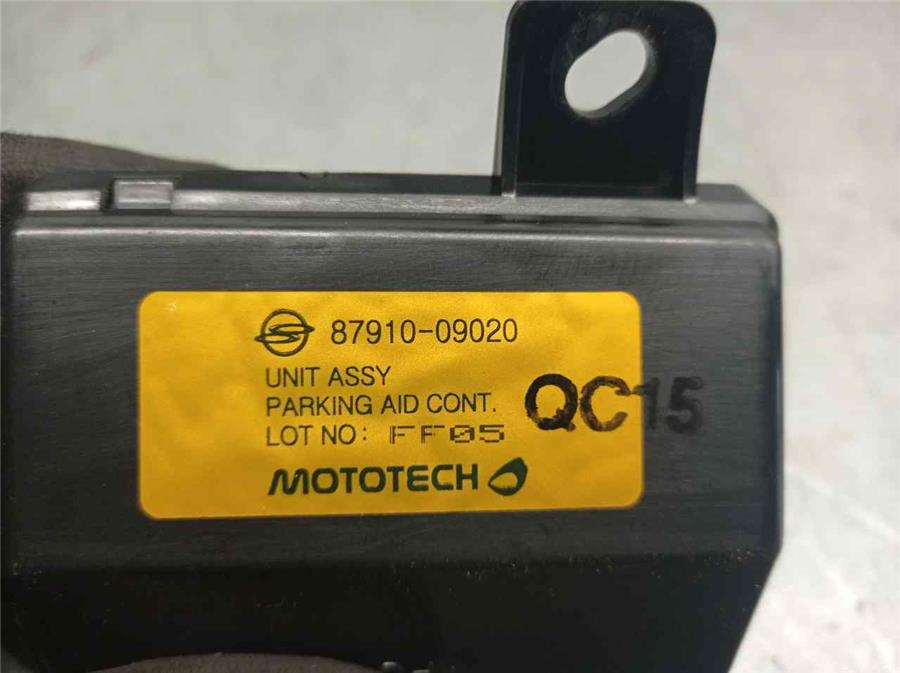 87910-09020
UNIT ASSY
PARKING AID CONT.
QC15
LOT NO: FF05
MOTOTECH